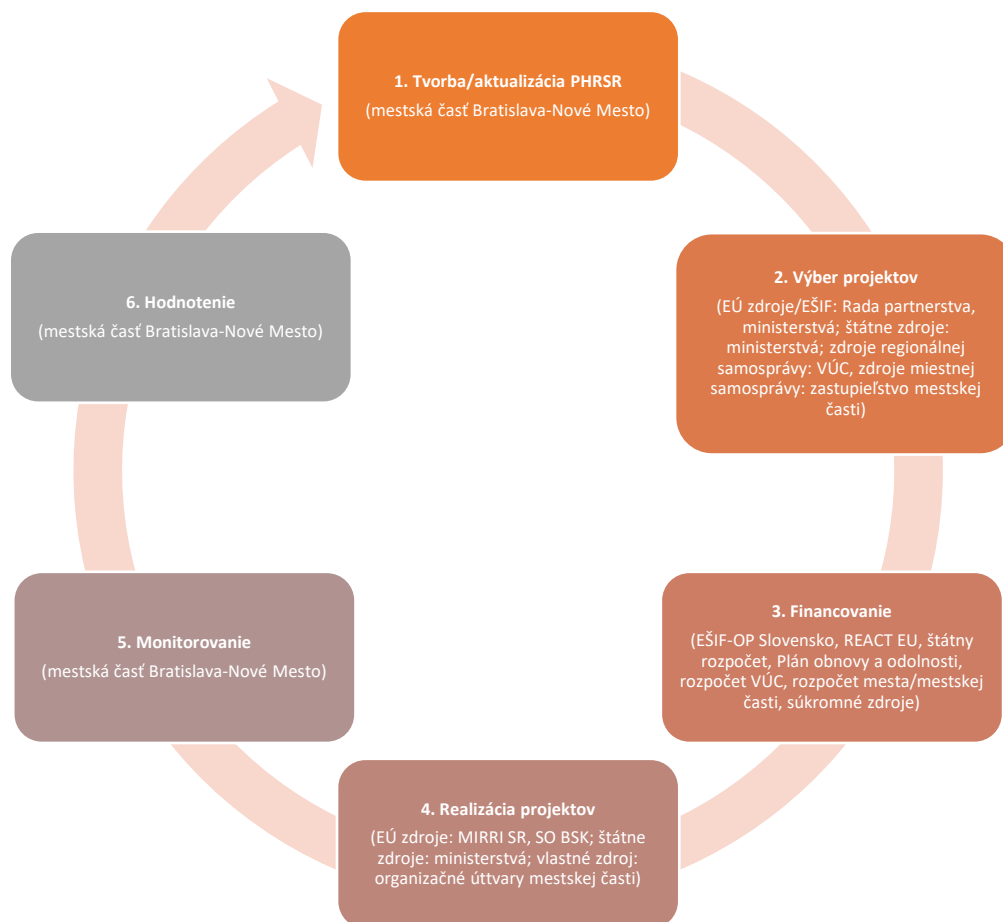 1. Tvorba/aktualizácia PHRSR
(mestská časť Bratislava-Nové Mesto)
2. Výber projektov
(EÚ zdroje/EŠIF: Rada partnerstva,
ministerstvá; štátne zdroje:
ministerstvá; zdroje regionálnej
samosprávy: VÚC, zdroje miestnej
samosprávy: zastupieľstvo mestskej
časti)
3. Financovanie
(EŠIF-OP Slovensko, REACT EU, štátny
rozpočet, Plán obnovy a odolnosti,
rozpočet VÚC, rozpočet mesta/mestskej
časti, súkromné zdroje)
4. Realizácia projektov
(EÚ zdroje: MIRRI SR, SO BSK; štátne
zdroje: ministerstvá; vlastné zdroj:
organizačné úttvary mestskej časti)
5. Monitorovanie
(mestská časť Bratislava-Nové Mesto)
6. Hodnotenie
(mestská časť Bratislava-Nové Mesto)